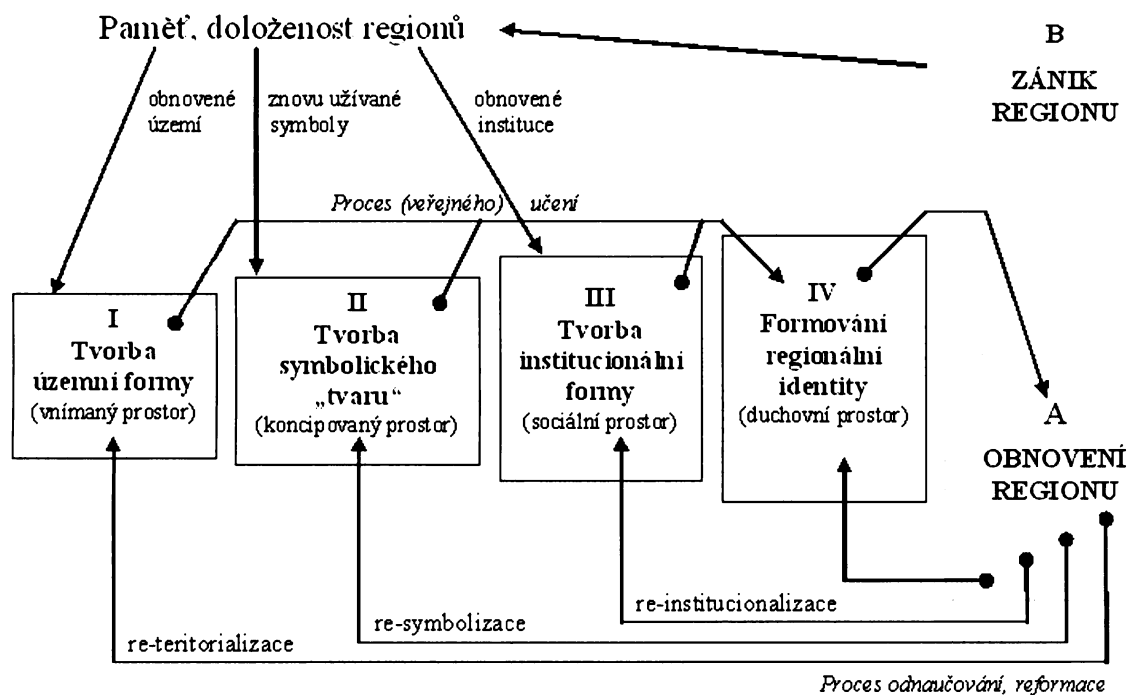 Paměť, doloženost regionů
B
ZÁNIK
REGIONU
obnovené
území
znovu užívané
symboly
obnovené
instituce
Proces (veřejného) učení
I
Tvorba
územní formy
(vnímaný prostor)
II
Tvorba
symbolického
„tvaru“
(koncipovaný prostor)
III
Tvorba
institucionální
formy
(sociální prostor)
IV
Formování
regionální
identity
(duchovní prostor)
A
OBNOVENÍ
REGIONU
re-institucionalizace
re-symbolizace
re-teritorializace
Proces odnaučování, reformace